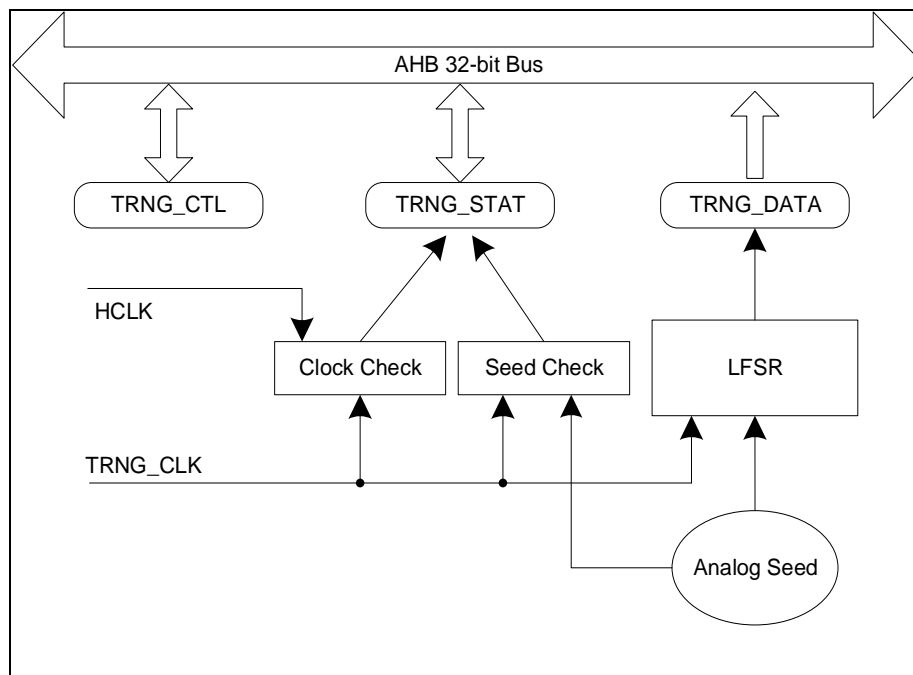 AHB 32-bit Bus
TRNG_CTL
TRNG_STAT
TRNG_DATA
HCLK
Clock Check
Seed Check
LFSR
TRNG_CLK
Analog Seed